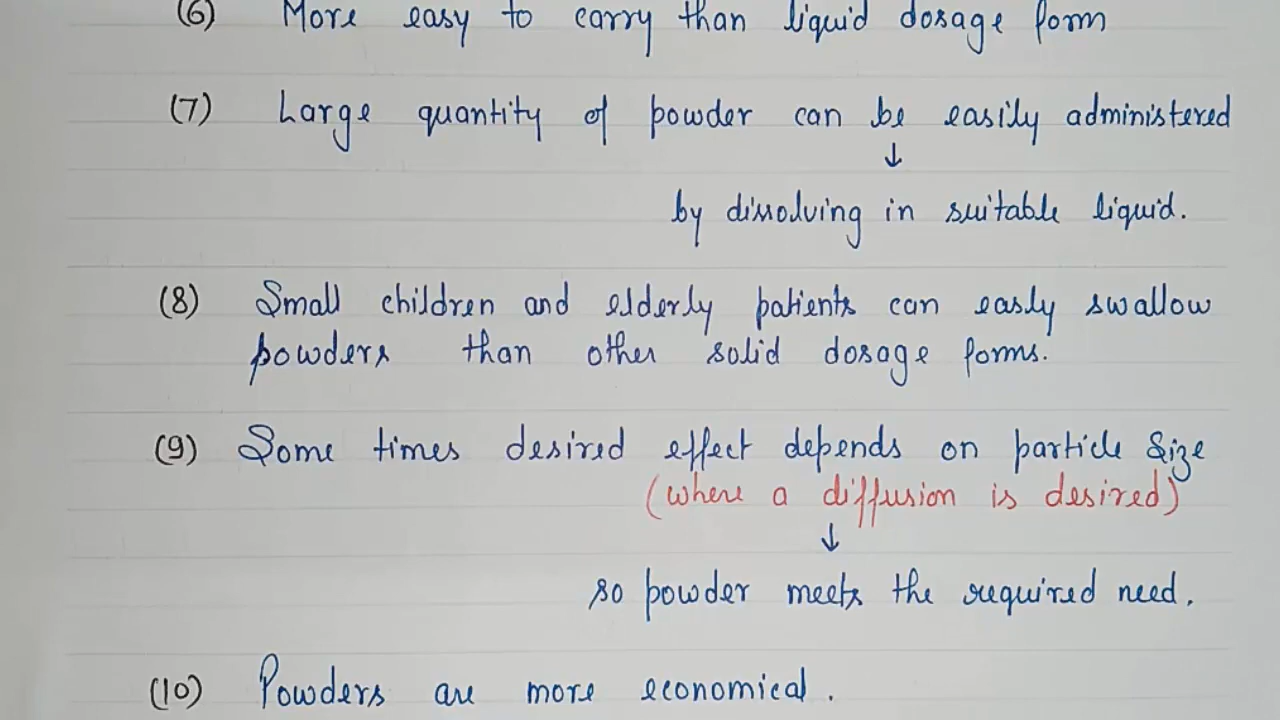 (6) More easy to carry than liquid dosage form
(7) Large quantity of powder can be easily administered
↓
by dissolving in suitable liquid.
(8) Small children and elderly patients can easly swallow
powders than other solid dosage forms.
(9) Some times desired effect depends on particle size
(where a diffusion is desired)
↓
so powder meets the required need.
(10) Powders are more economical.